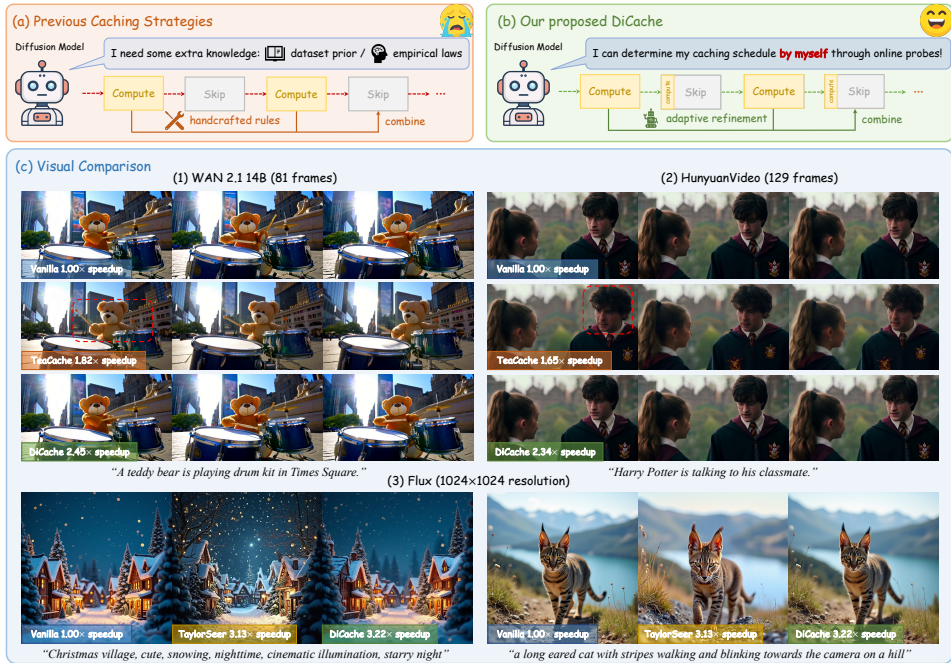 (a) Previous Caching Strategies
Diffusion Model
I need some extra knowledge: dataset prior / empirical laws
Compute
Skip
Compute
Skip
...
handcrafted rules
combine
(b) Our proposed DiCache
Diffusion Model
I can determine my caching schedule by myself through online probes!
Compute
compute
Skip
Compute
compute
Skip
...
adaptive refinement
combine
(c) Visual Comparison
(1) WAN 2.1 14B (81 frames)
Vanilla 1.00× speedup
TeaCache 1.82× speedup
DiCache 2.45× speedup
“A teddy bear is playing drum kit in Times Square.”
(2) HunyuanVideo (129 frames)
Vanilla 1.00× speedup
TeaCache 1.65× speedup
DiCache 2.34× speedup
“Harry Potter is talking to his classmate.”
(3) Flux (1024×1024 resolution)
Vanilla 1.00× speedup
TaylorSeer 3.13× speedup
DiCache 3.22× speedup
“Christmas village, cute, snowing, nighttime, cinematic illumination, starry night”
Vanilla 1.00× speedup
TaylorSeer 3.13× speedup
DiCache 3.22× speedup
“a long eared cat with stripes walking and blinking towards the camera on a hill”